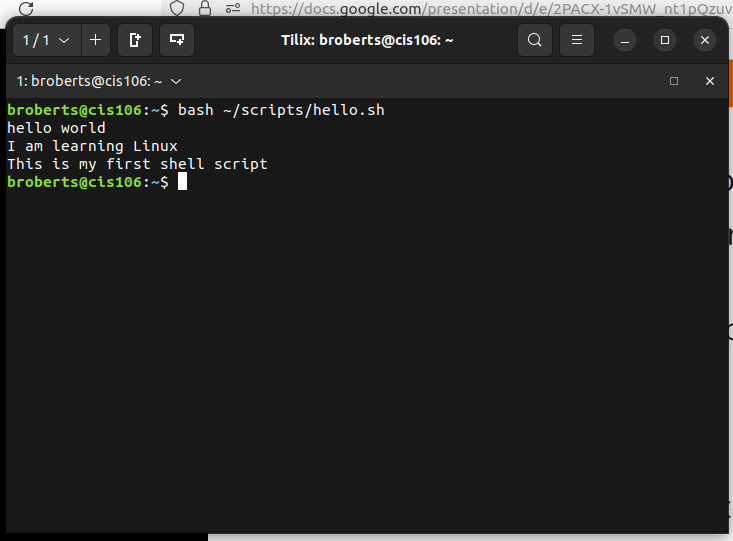 https://docs.google.com/presentation/d/e/2PACX-1vSMW_nt1pQzuv
1 / 1
Tilix: broberts@cis106: ~
1: broberts@cis106: ~
broberts@cis106:~$ bash ~/scripts/hello.sh
hello world
I am learning Linux
This is my first shell script
broberts@cis106:~$